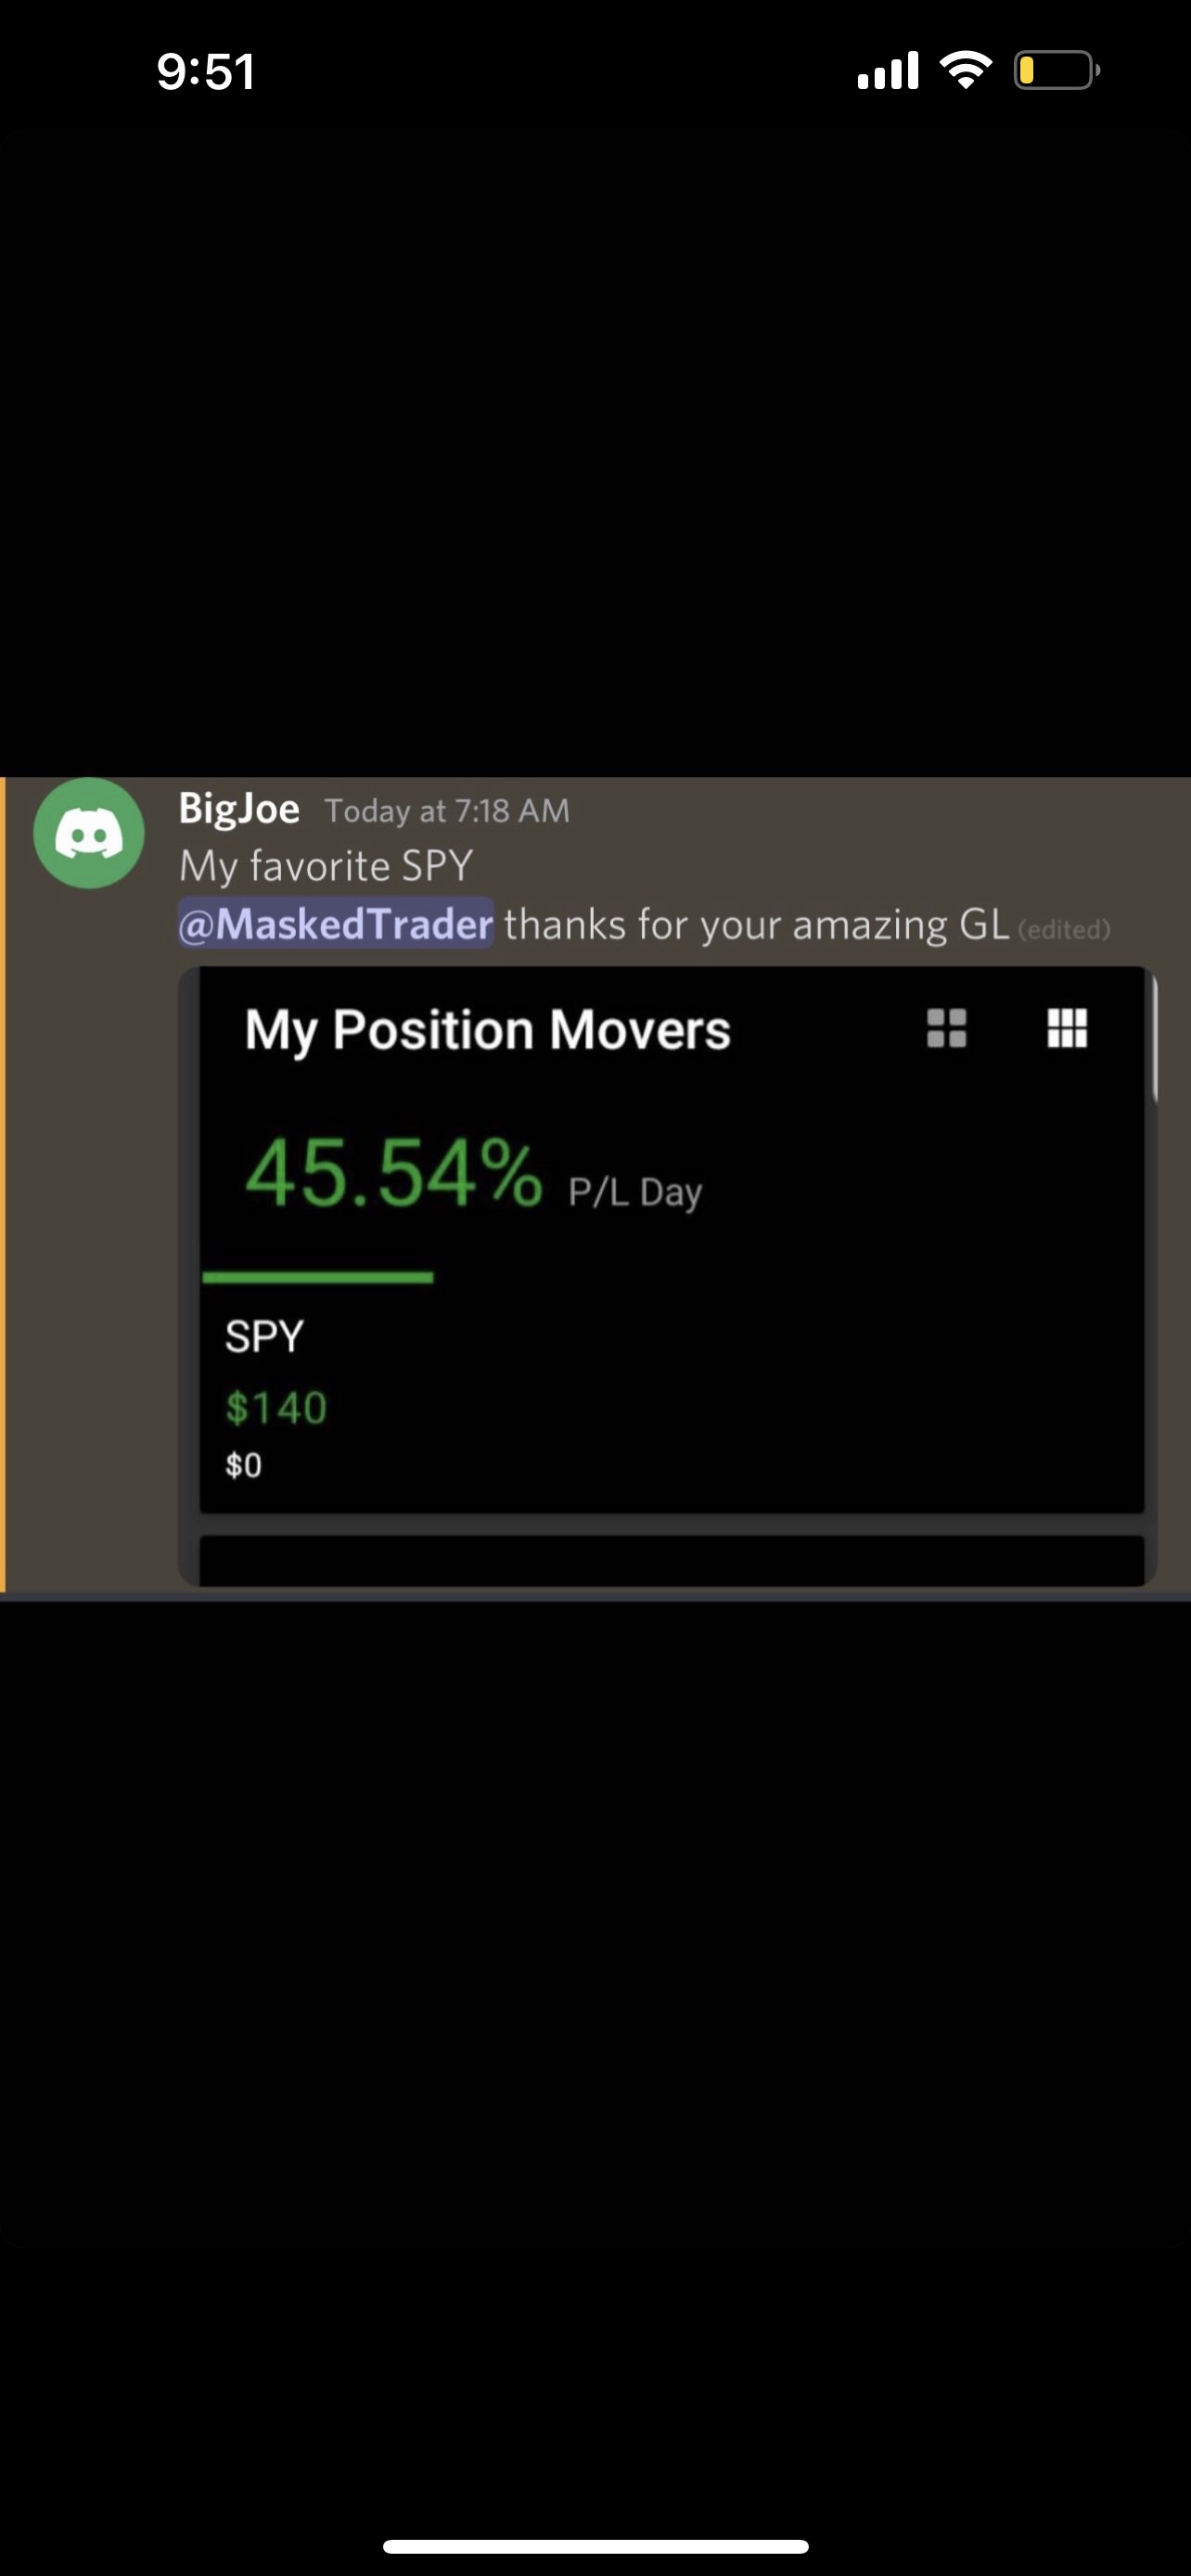 9:51
BigJoe Today at 7:18 AM
My favorite SPY
@MaskedTrader thanks for your amazing GL (edited)
My Position Movers
45.54% P/L Day
SPY
$140
$0